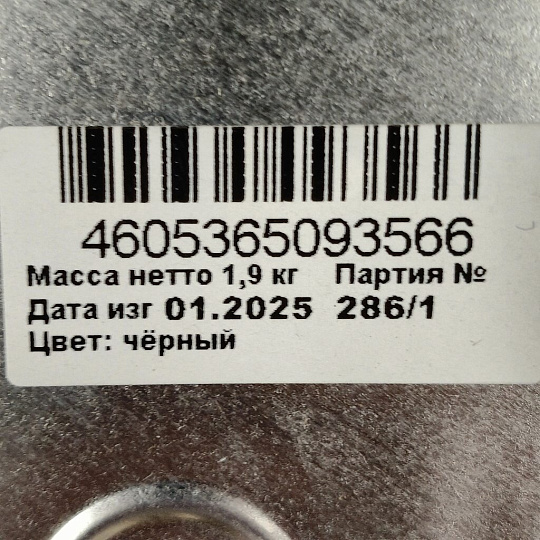 4605365093566
Масса нетто 1,9 кг Партия №
Дата изг 01.2025 286/1
Цвет: чёрный